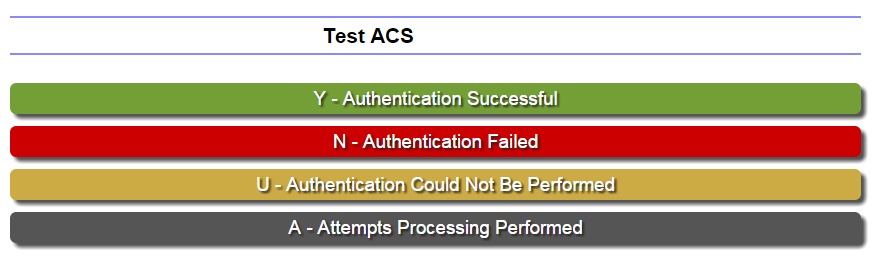 Test ACS
Y - Authentication Successful
N - Authentication Failed
U - Authentication Could Not Be Performed
A - Attempts Processing Performed